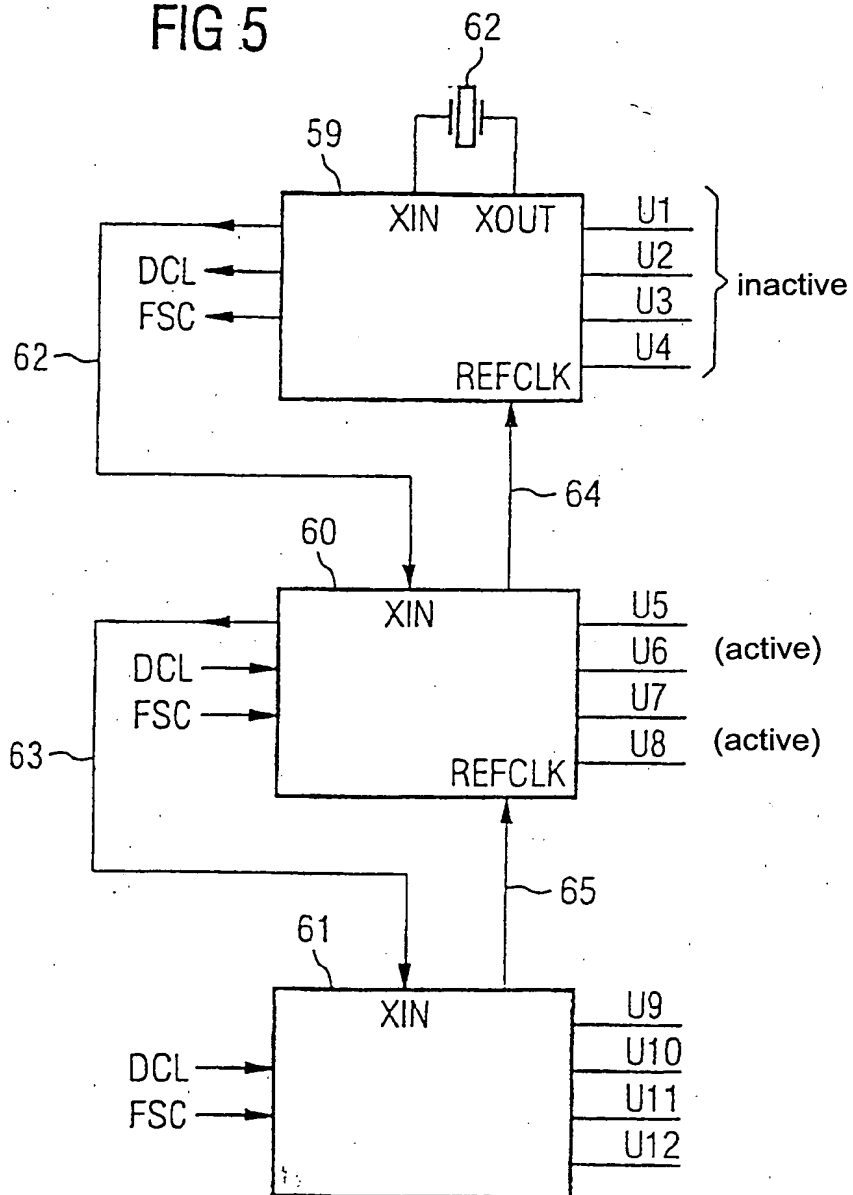 FIG 5
62
59
XIN XOUT
U1
DCL
U2
inactive
FSC
U3
62
U4
REFCLK
64
60
XIN
U5
DCL
U6 (active)
FSC
U7
63
U8 (active)
REFCLK
65
61
XIN
U9
DCL
U10
FSC
U11
U12